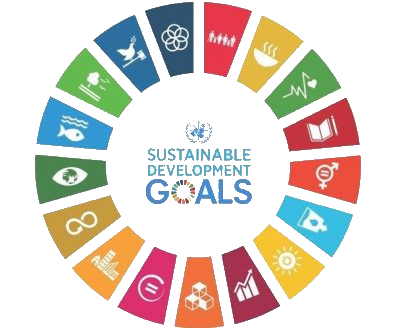 SUSTAINABLE
DEVELOPMENT
GOALS